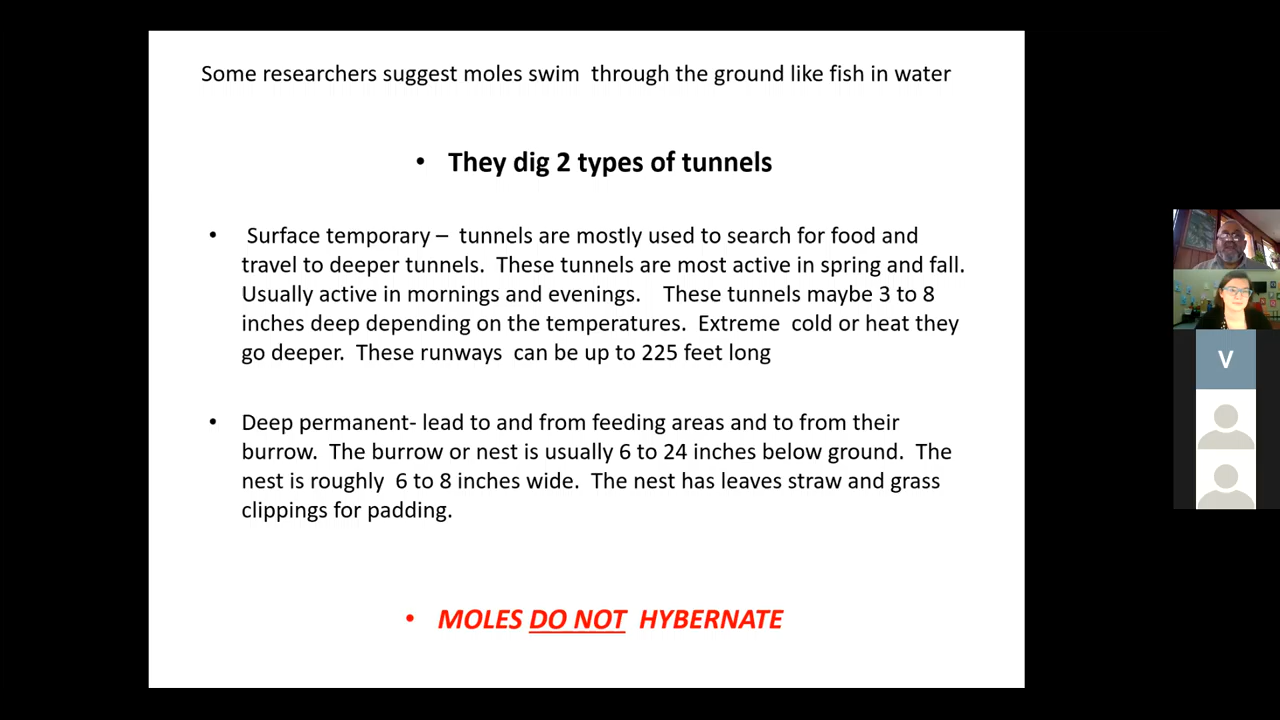 Some researchers suggest moles swim through the ground like fish in water
• They dig 2 types of tunnels
• Surface temporary – tunnels are mostly used to search for food and
travel to deeper tunnels. These tunnels are most active in spring and fall.
Usually active in mornings and evenings. These tunnels maybe 3 to 8
inches deep depending on the temperatures. Extreme cold or heat they
go deeper. These runways can be up to 225 feet long
• Deep permanent- lead to and from feeding areas and to from their
burrow. The burrow or nest is usually 6 to 24 inches below ground. The
nest is roughly 6 to 8 inches wide. The nest has leaves straw and grass
clippings for padding.
• MOLES DO NOT HYBERNATE
V